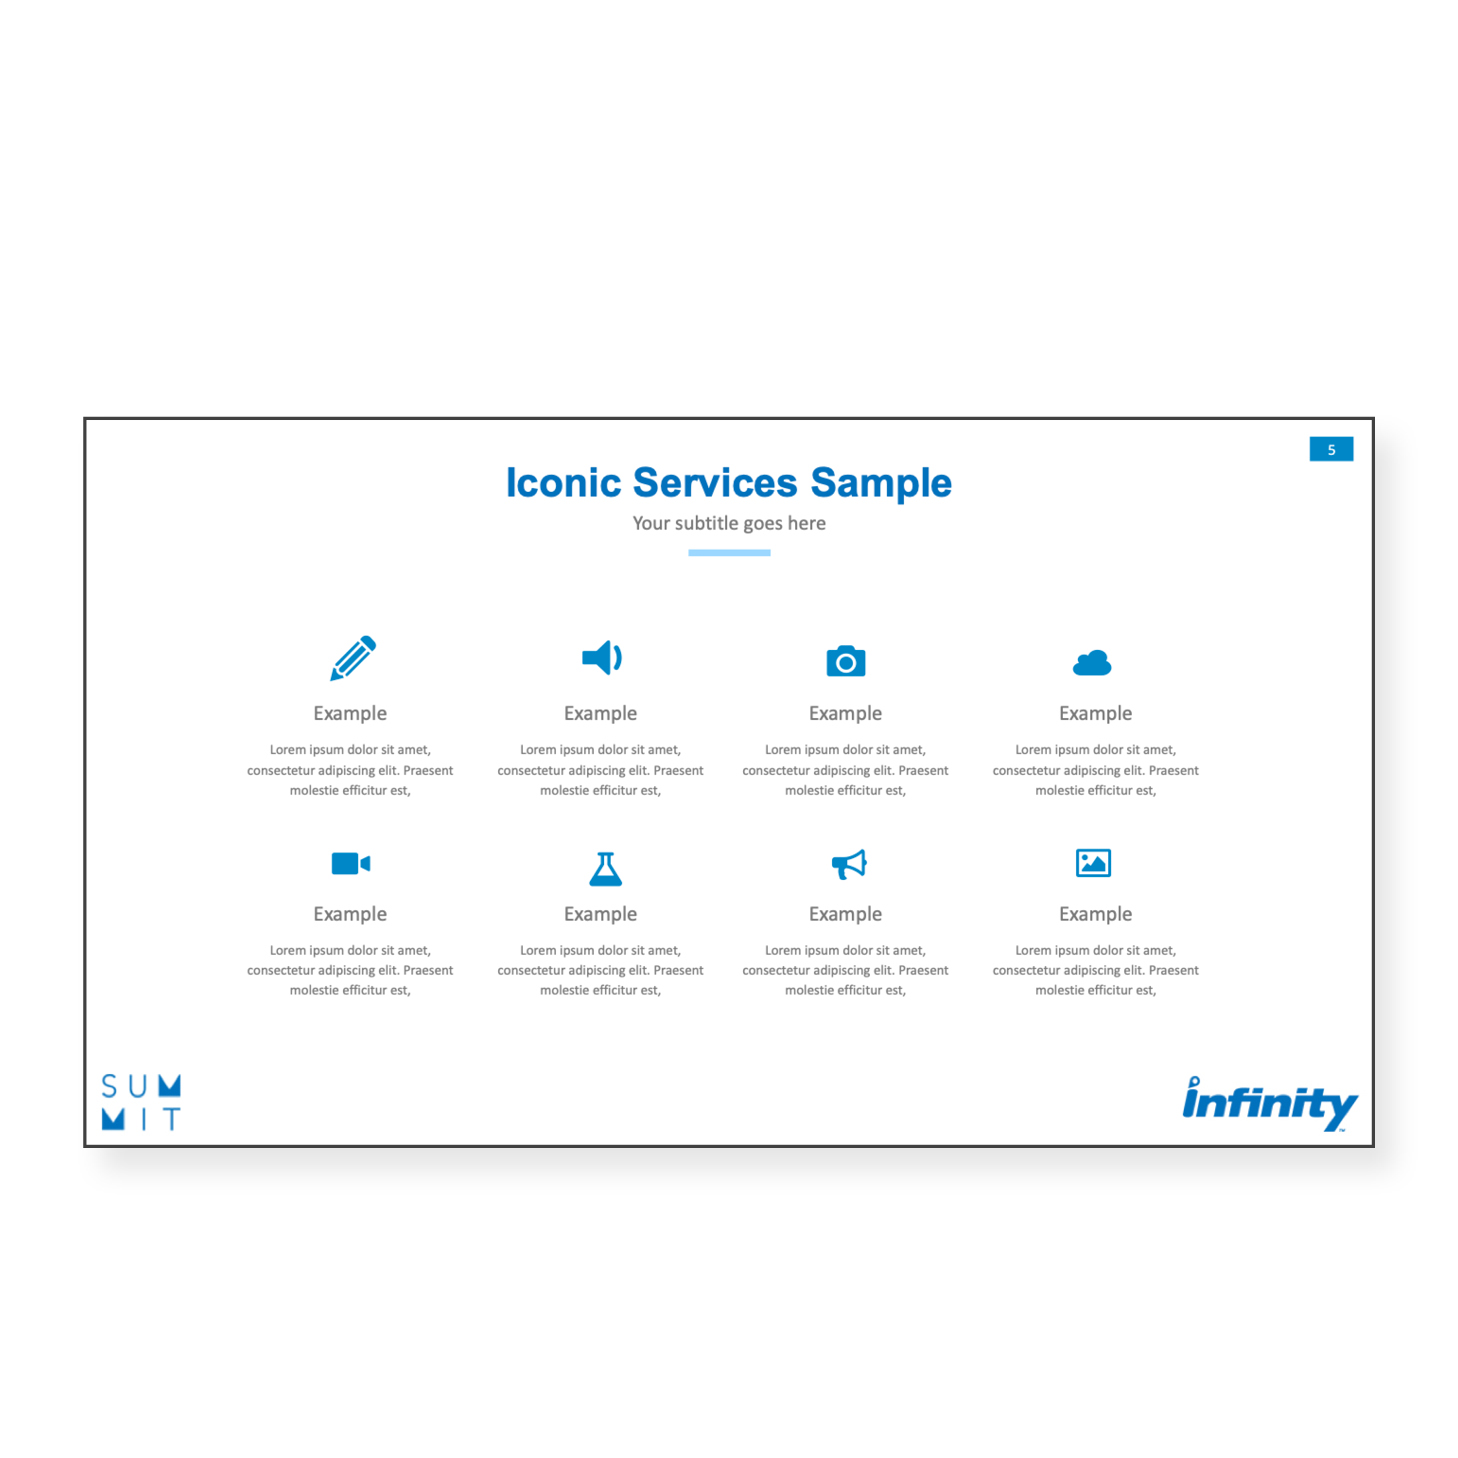 5
Iconic Services Sample
Your subtitle goes here
Example
Lorem ipsum dolor sit amet,
consectetur adipiscing elit. Praesent
molestie efficitur est,
Example
Lorem ipsum dolor sit amet,
consectetur adipiscing elit. Praesent
molestie efficitur est,
Example
Lorem ipsum dolor sit amet,
consectetur adipiscing elit. Praesent
molestie efficitur est,
Example
Lorem ipsum dolor sit amet,
consectetur adipiscing elit. Praesent
molestie efficitur est,
Example
Lorem ipsum dolor sit amet,
consectetur adipiscing elit. Praesent
molestie efficitur est,
Example
Lorem ipsum dolor sit amet,
consectetur adipiscing elit. Praesent
molestie efficitur est,
Example
Lorem ipsum dolor sit amet,
consectetur adipiscing elit. Praesent
molestie efficitur est,
Example
Lorem ipsum dolor sit amet,
consectetur adipiscing elit. Praesent
molestie efficitur est,
SUM
MIT
infinity™